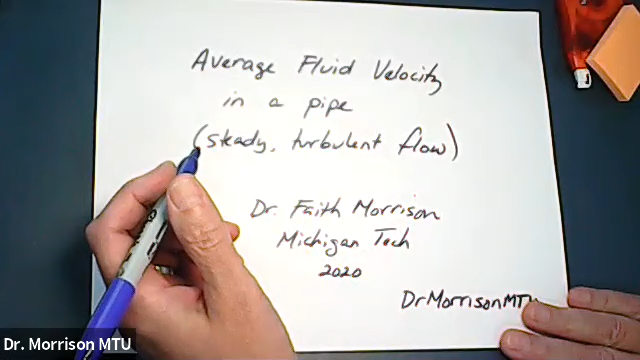 Average Fluid Velocity
in a pipe
(steady, turbulent flow)
Dr. Faith Morrison
Michigan Tech
2020
DrMorrisonMTU
Dr. Morrison MTU